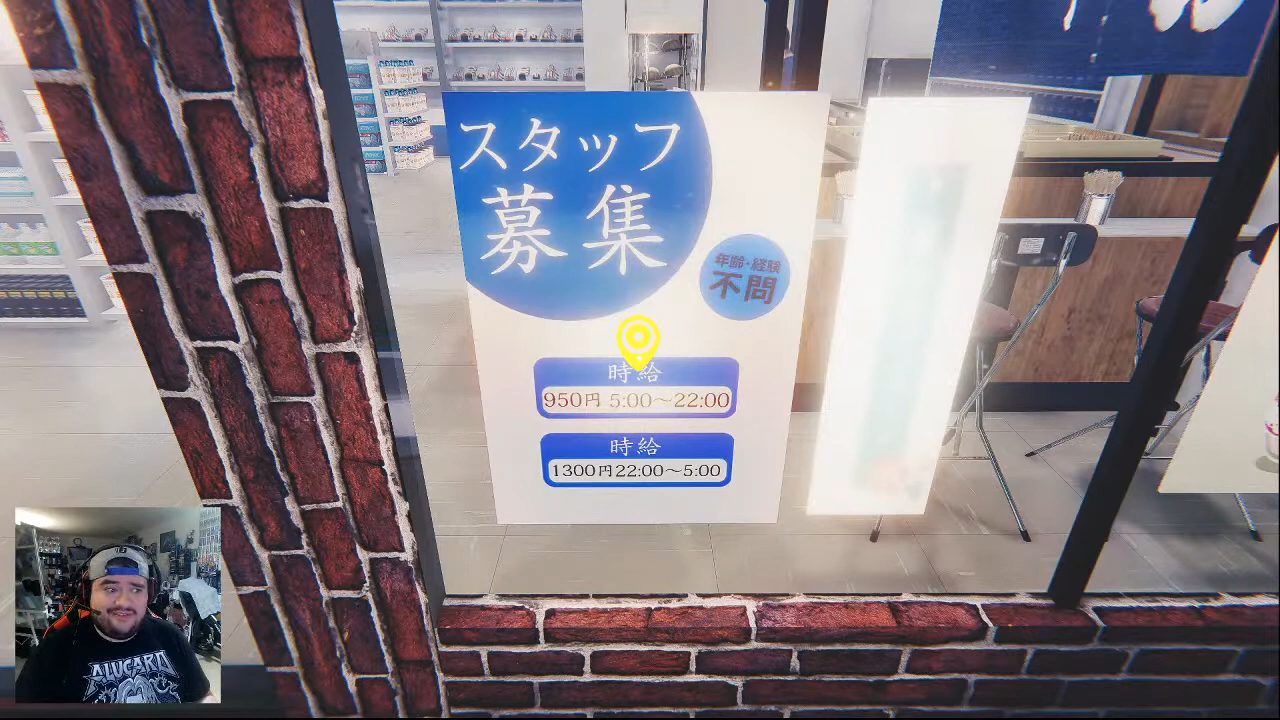 スタッフ
募集
年齢・経験
不問
時給
950円 5:00～22:00
時給
1300円22:00～5:00
ALUCARD